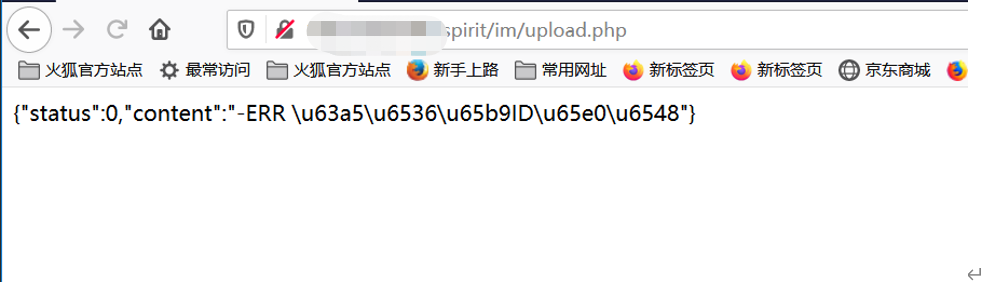 spirit/im/upload.php
火狐官方站点 最常访问 火狐官方站点 新手上路 常用网址 新标签页 新标签页 京东商城
{"status":0,"content":"-ERR \u63a5\u6536\u65b9ID\u65e0\u6548"}